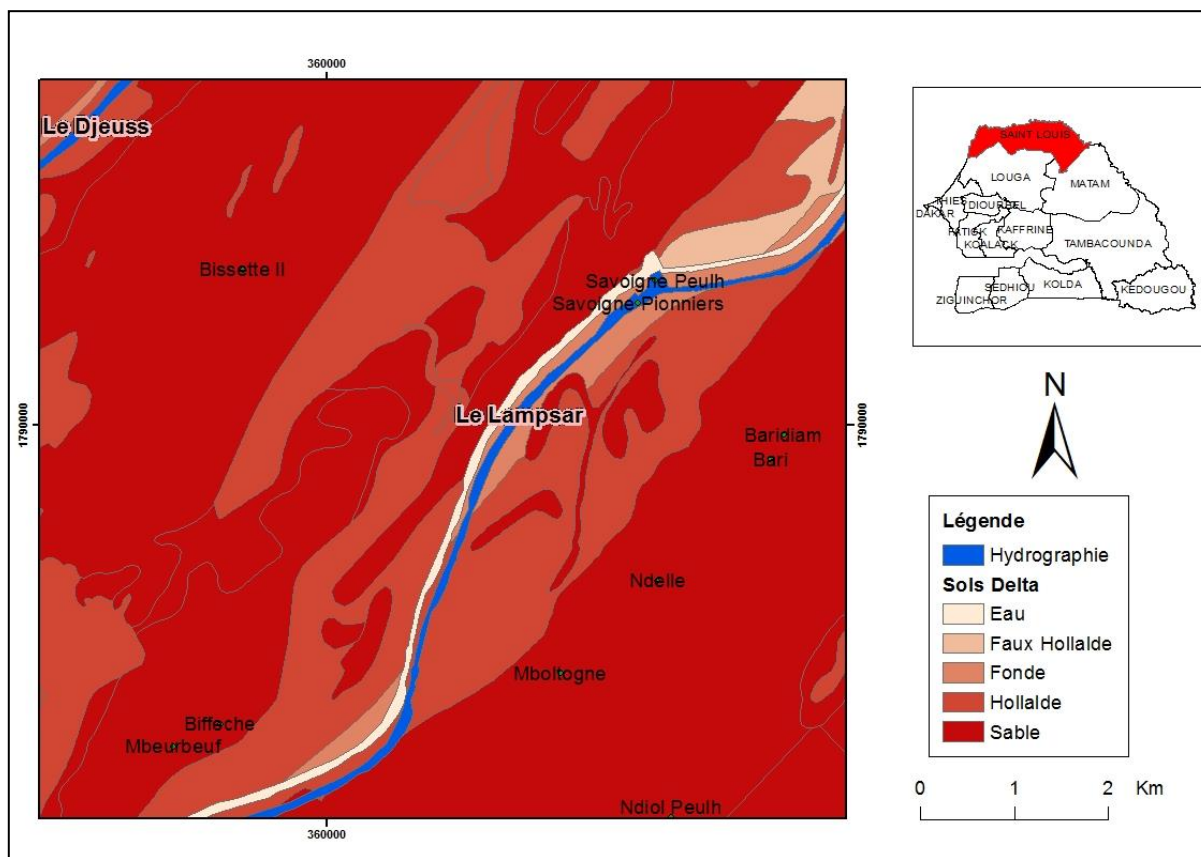 360000
Le Djeuss
Bissette II
Savoigne Peulh
Savoigne Pionniers
Le Lampsar
1790000
1790000
Baridiam
Bari
Ndelle
Mboltogne
Biffeche
Mbeurbeuf
Ndiol Peulh
360000
SAINT LOUIS
LOUGA
MATAM
THIES
DIOURBEL
DAKAR
FATICK
KAFFRINE
KOALACK
TAMBACOUNDA
SEDHIOU
KOLDA
KEDOUGOU
ZIGUINCHOR
N
Légende
Hydrographie
Sols Delta
Eau
Faux Hollalde
Fonde
Hollalde
Sable
0 1 2 Km